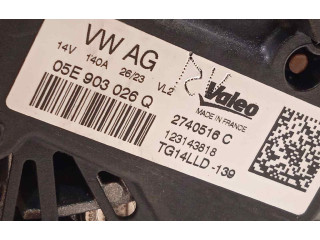 VW AG
14V 140A 26/23 VL2
05E 903 026 Q
Valeo
MADE IN FRANCE
2740516 C
123143818
TG14LLD -139